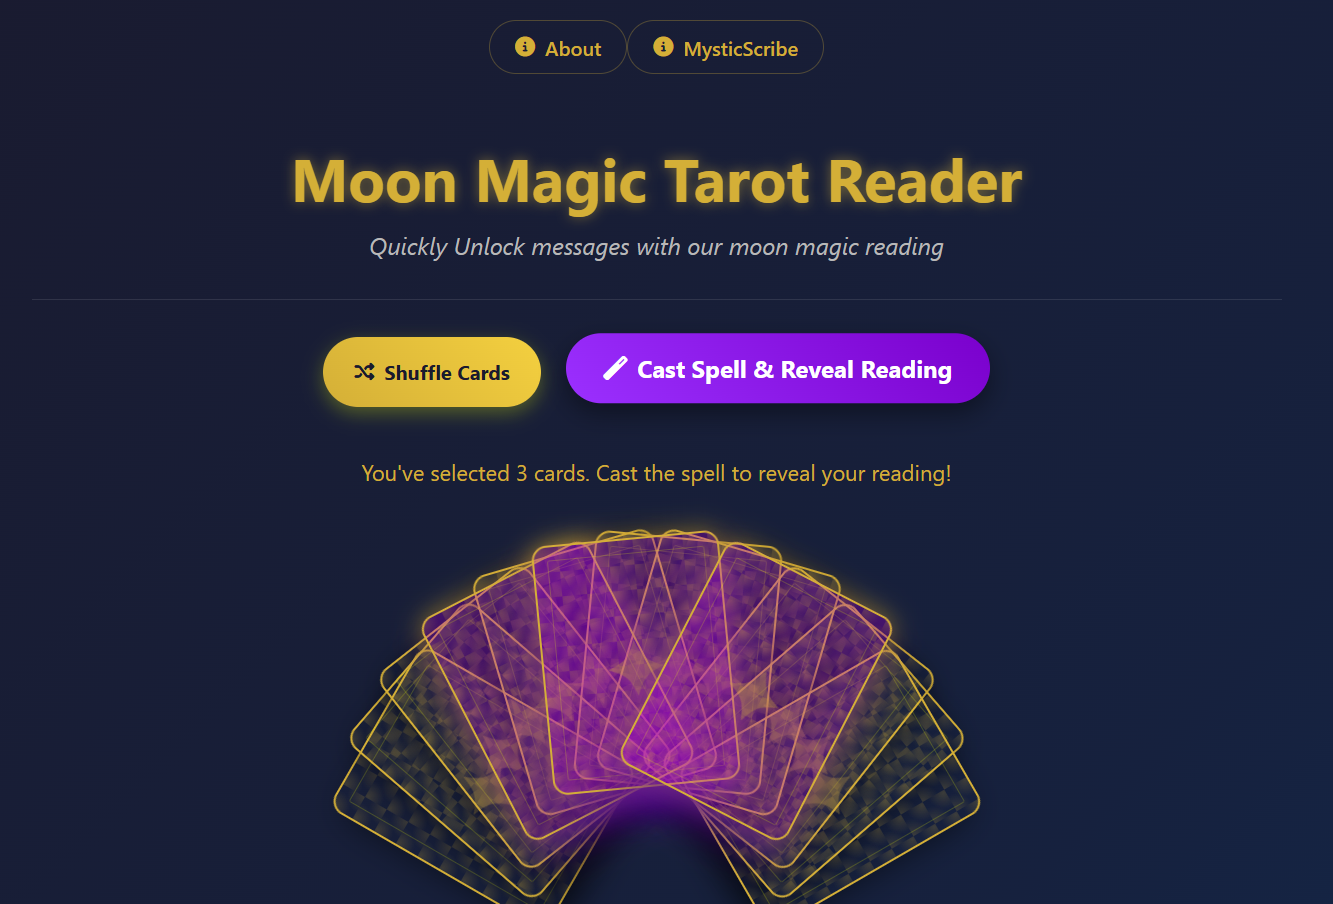 About
MysticScribe
Moon Magic Tarot Reader
Quickly Unlock messages with our moon magic reading
Shuffle Cards
Cast Spell & Reveal Reading
You've selected 3 cards. Cast the spell to reveal your reading!